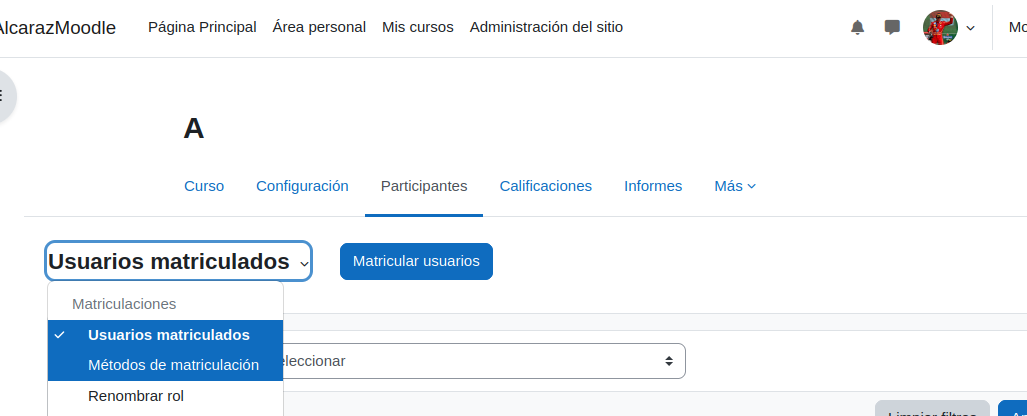 AlcarazMoodle Página Principal Área personal Mis cursos Administración del sitio
A
Curso Configuración Participantes Calificaciones Informes Más
Usuarios matriculados Matricular usuarios
Matriculaciones
Usuarios matriculados
Métodos de matriculación
eleccionar
Renombrar rol
Limpiar filtros